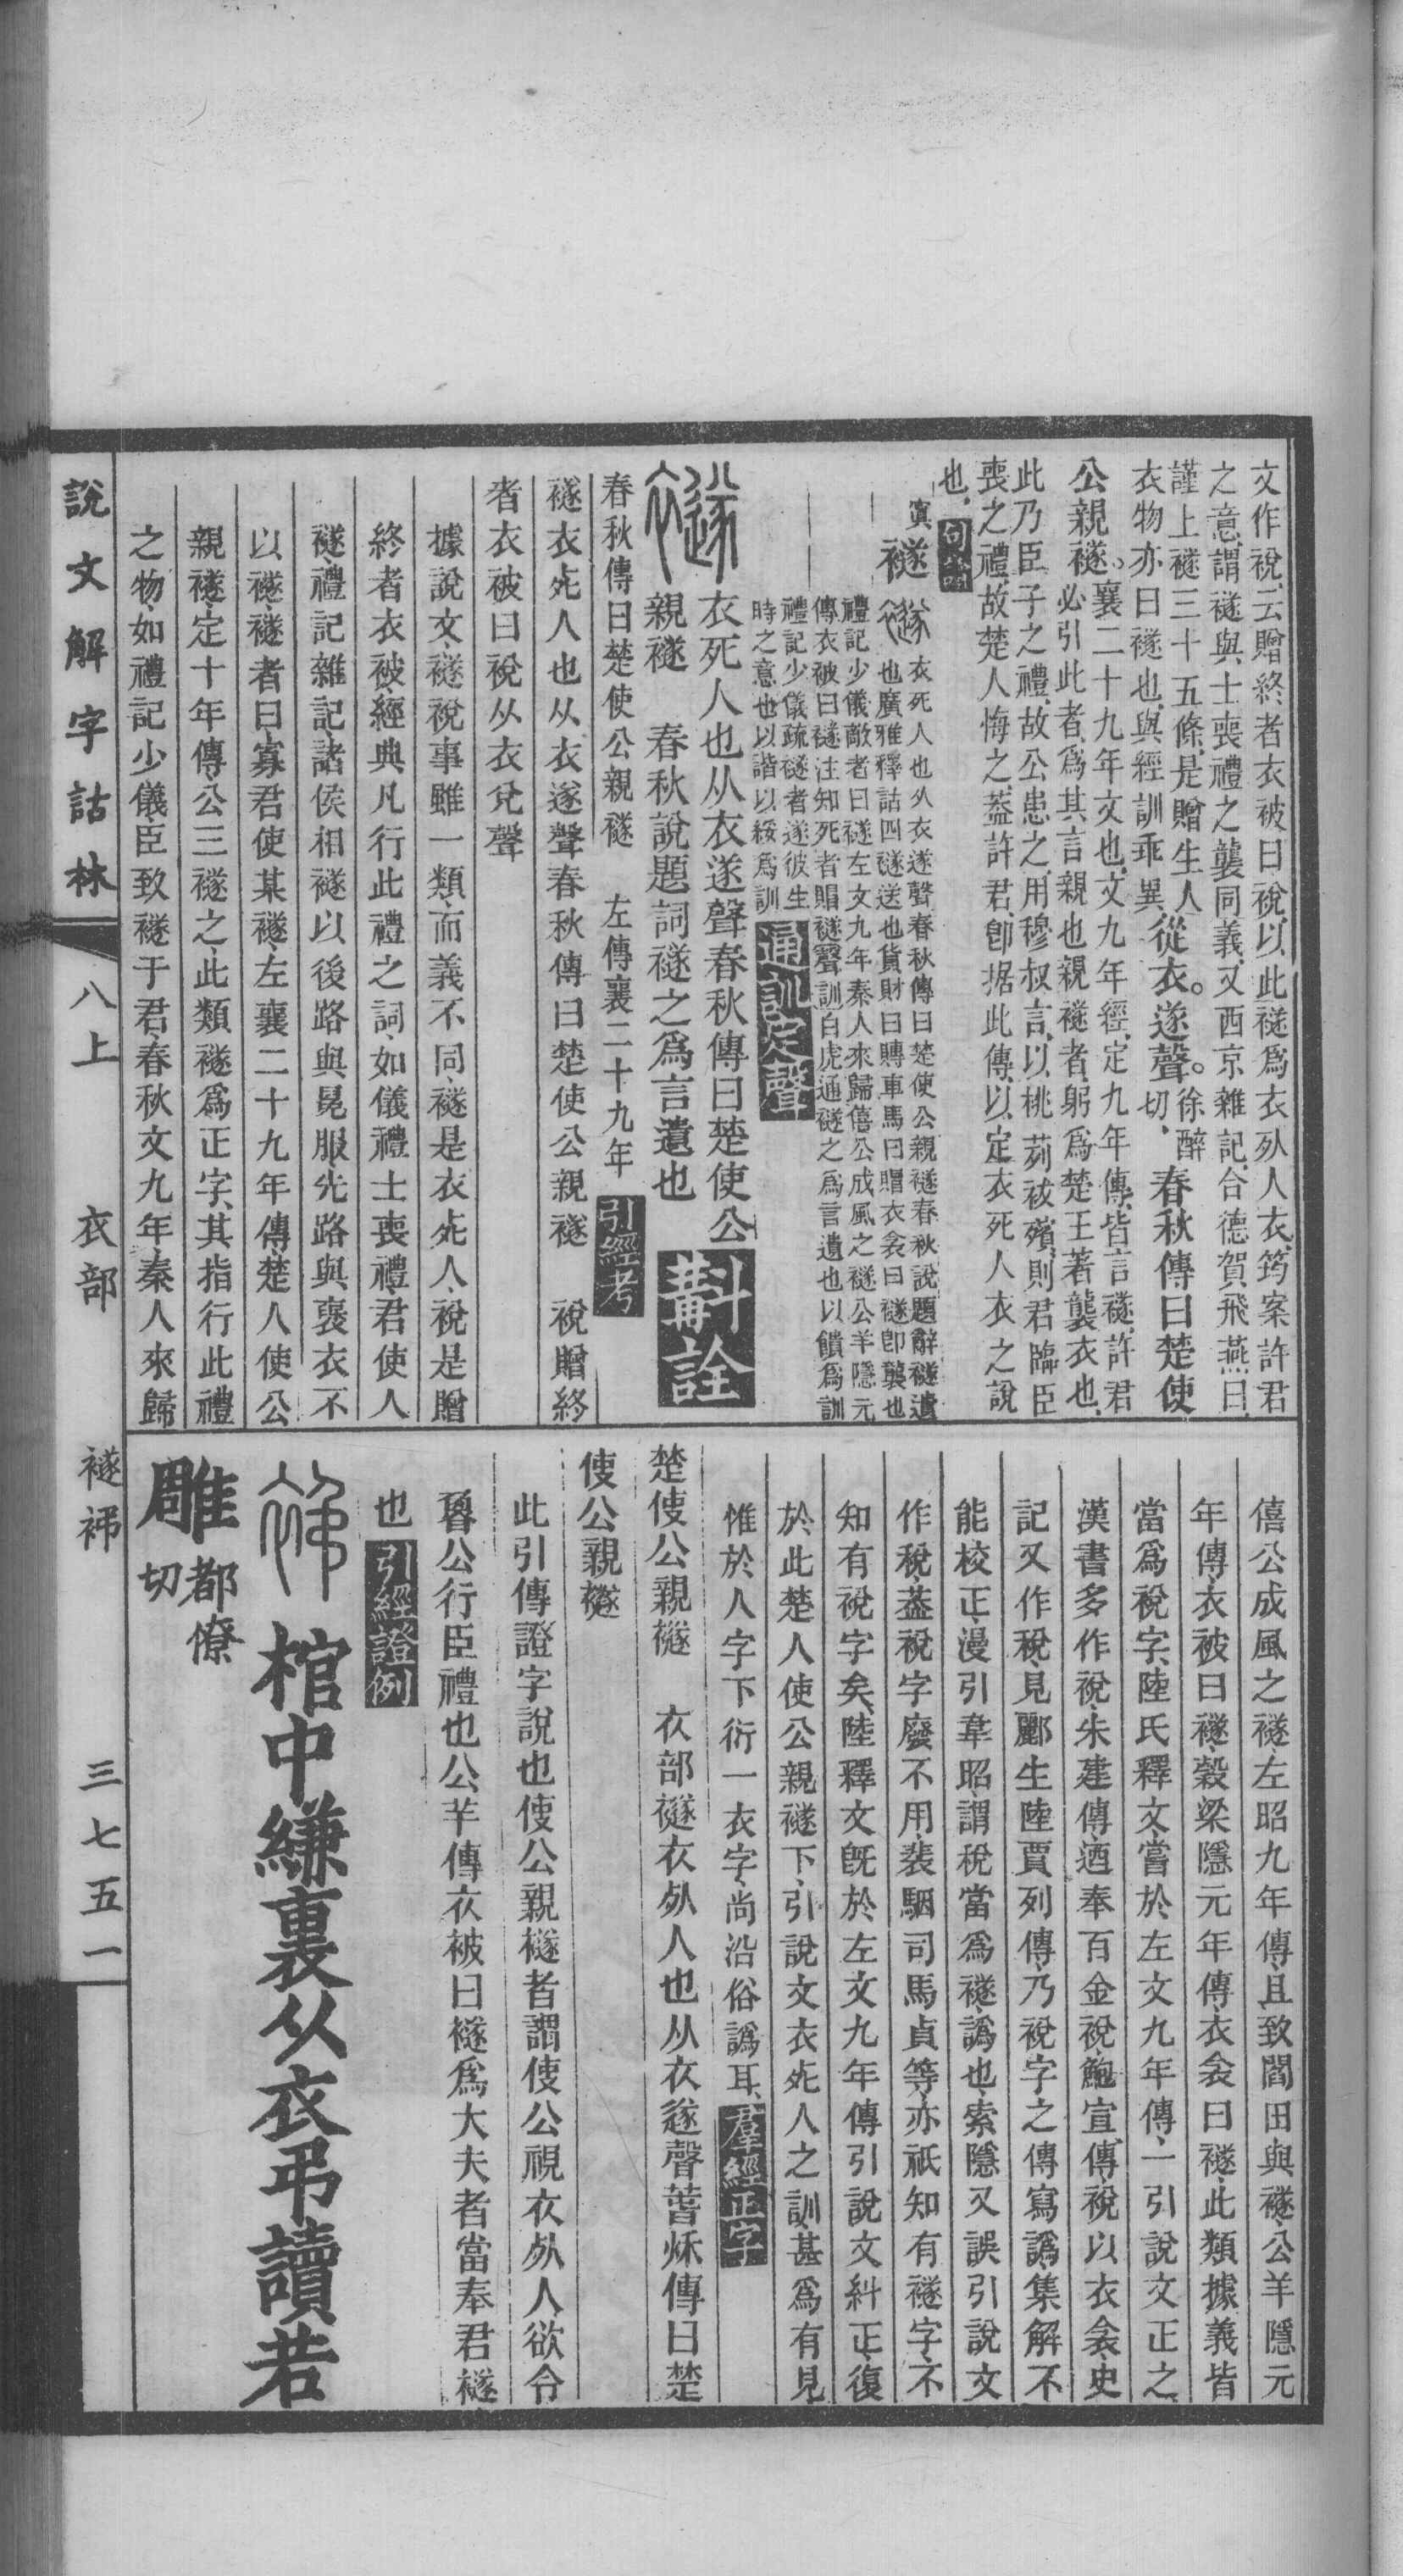 文作祱、云贈終者衣被曰祱、以此襚爲衣𣦸人衣、筠案許君
之意、謂襚與士喪禮之襲同義、又西京雜記、合德賀飛燕曰、
謹上襚三十五條、是贈生人
衣物亦曰襚也、與經訓乖異、從衣。遂聲。徐醉切、春秋傳曰楚使
公親襚。襄二十九年文也、文九年經、定九年傳、皆言襚、許君
必引此者、爲其言親也、親襚者、躬爲楚王著襲衣也、
此乃臣子之禮、故公患之、用穆叔言、以桃茢祓殯、則君臨臣
喪之禮、故楚人悔之、蓋許君卽据此傳、以定衣死人衣之說
也、句讀
襚 衣死人也从衣遂聲春秋傳曰楚使公親襚春秋說題辭襚遺
也廣雅釋詁四襚送也貨財曰賻車馬曰賵衣衾曰襚卽襲也
禮記少儀敵者曰襚左文九年秦人來歸僖公成風之襚公羊隱元
傳衣被曰襚注知死者賵襚聲訓白虎通襚之爲言遺也以饋爲訓
禮記少儀疏襚者遂彼生
時之意也以諧以綏爲訓 通訓定聲
衣死人也从衣遂聲春秋傳曰楚使公
親襚　春秋說題詞襚之爲言遺也 斠詮
春秋傳曰楚使公親襚　左傳襄二十九年 引經考
襚衣𣦸人也从衣遂聲春秋傳曰楚使公親襚　祱贈終
者衣被曰祱从衣兌聲
據說文、襚祱事雖一類、而義不同、襚是衣𣦸人、祱是贈
終者衣被、經典凡行此禮之詞、如儀禮士喪禮、君使人
襚、禮記雜記、諸侯相襚以後路與冕服、先路與襃衣不
以襚、襚者曰、寡君使某襚、左襄二十九年傳、楚人使公
親襚、定十年傳、公三襚之、此類襚爲正字、其指行此禮
之物、如禮記少儀、臣致襚于君、春秋文九年、秦人來歸
僖公成風之襚、左昭九年傳、且致閻田與襚、公羊隱元
年傳、衣被曰襚、穀梁隱元年傳、衣衾曰襚、此類據義皆
當爲祱字、陸氏釋文、嘗於左文九年傳、一引說文正之、
漢書多作祱、朱建傳、迺奉百金祱、鮑宣傳、祱以衣衾、史
記又作稅、見酈生陸賈列傳、乃祱字之傳寫譌、集解不
能校正、漫引韋昭、謂稅當爲襚、譌也、索隱又誤引說文
作稅、蓋祱字廢不用、裴駰司馬貞等、亦祇知有襚字、不
知有祱字矣、陸釋文旣於左文九年傳引說文糾正、復
於此楚人使公親襚下、引說文衣𣦸人之訓、甚爲有見
惟於人字下衍一衣字、尚沿俗譌耳、羣經正字
楚使公親襚　衣部襚衣𣦸人也从衣遂聲萅秌傳曰楚
使公親襚
此引傳證字說也使公親襚者謂使公視衣𣦸人欲令
魯公行臣禮也公羊傳衣被曰襚爲大夫者當奉君襚
也 引經證例
棺中縑裏从衣弔讀若
雕 都僚切
說文解字詁林
八上
衣部
襚祶
三七五一